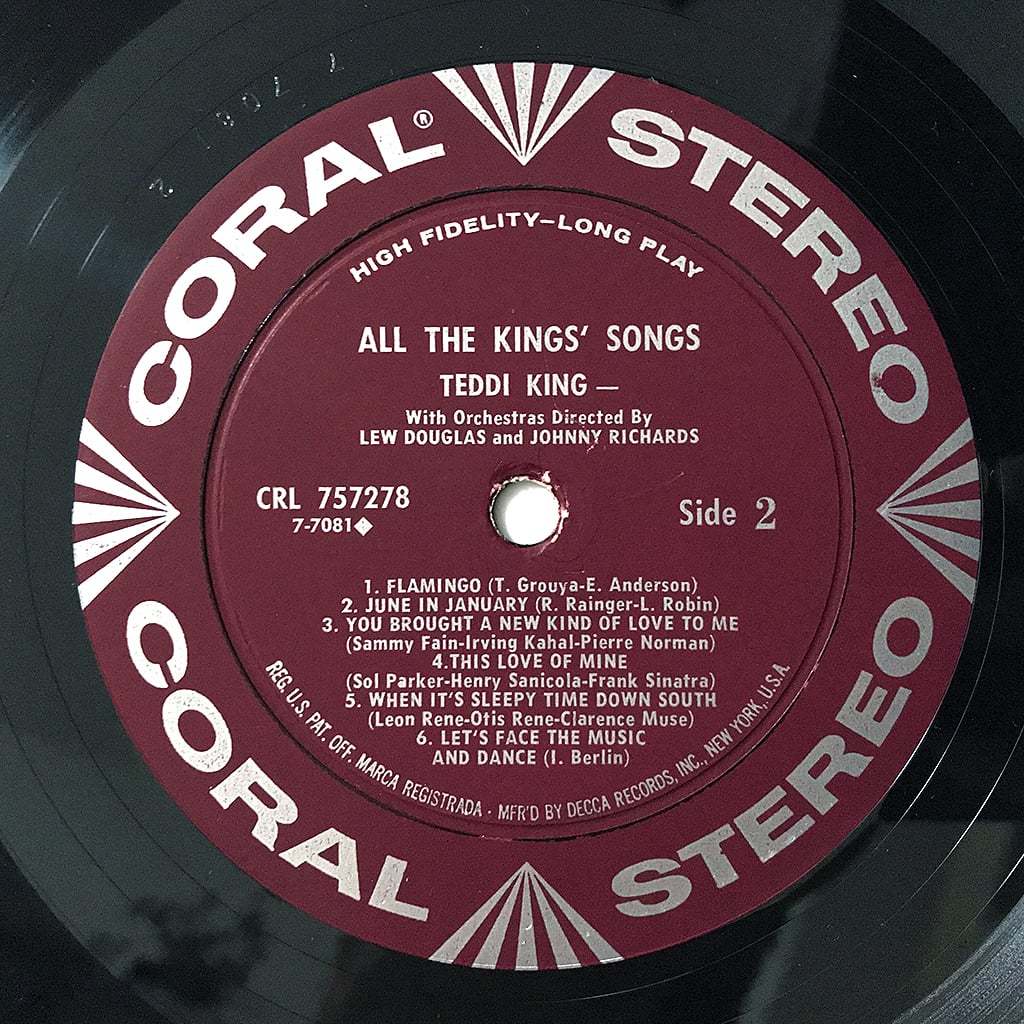 CORAL®
STEREO
HIGH FIDELITY—LONG PLAY
ALL THE KINGS' SONGS
TEDDI KING —
With Orchestras Directed By
LEW DOUGLAS and JOHNNY RICHARDS
CRL 757278
7-7081◆
Side 2
1. FLAMINGO (T. Grouya-E. Anderson)
2. JUNE IN JANUARY (R. Rainger-L. Robin)
3. YOU BROUGHT A NEW KIND OF LOVE TO ME
(Sammy Fain-Irving Kahal-Pierre Norman)
4.THIS LOVE OF MINE
(Sol Parker-Henry Sanicola-Frank Sinatra)
5. WHEN IT'S SLEEPY TIME DOWN SOUTH
(Leon Rene-Otis Rene-Clarence Muse)
6. LET'S FACE THE MUSIC
AND DANCE (I. Berlin)
REG. U.S. PAT. OFF. MARCA REGISTRADA · MFR'D BY DECCA RECORDS, INC., NEW YORK, U.S.A.
CORAL
STEREO